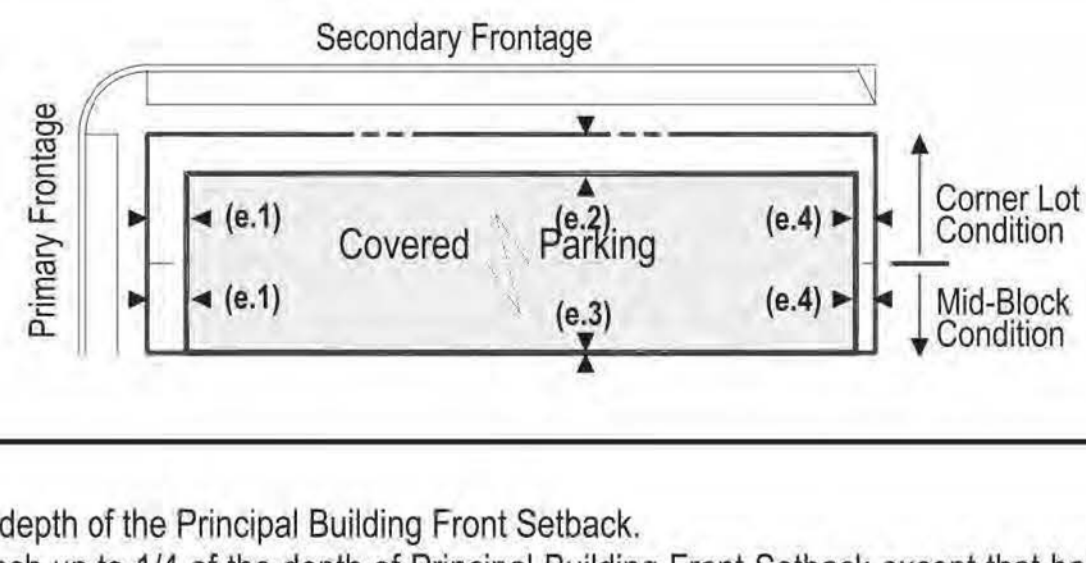 Secondary Frontage
Primary Frontage
(e.1)
(e.2)
(e.4)
Corner Lot
Condition
Covered
Parking
(e.1)
(e.3)
(e.4)
Mid-Block
Condition
depth of the Principal Building Front Setback.
up to 1/4 of the depth of Principal Building Front Setback except that